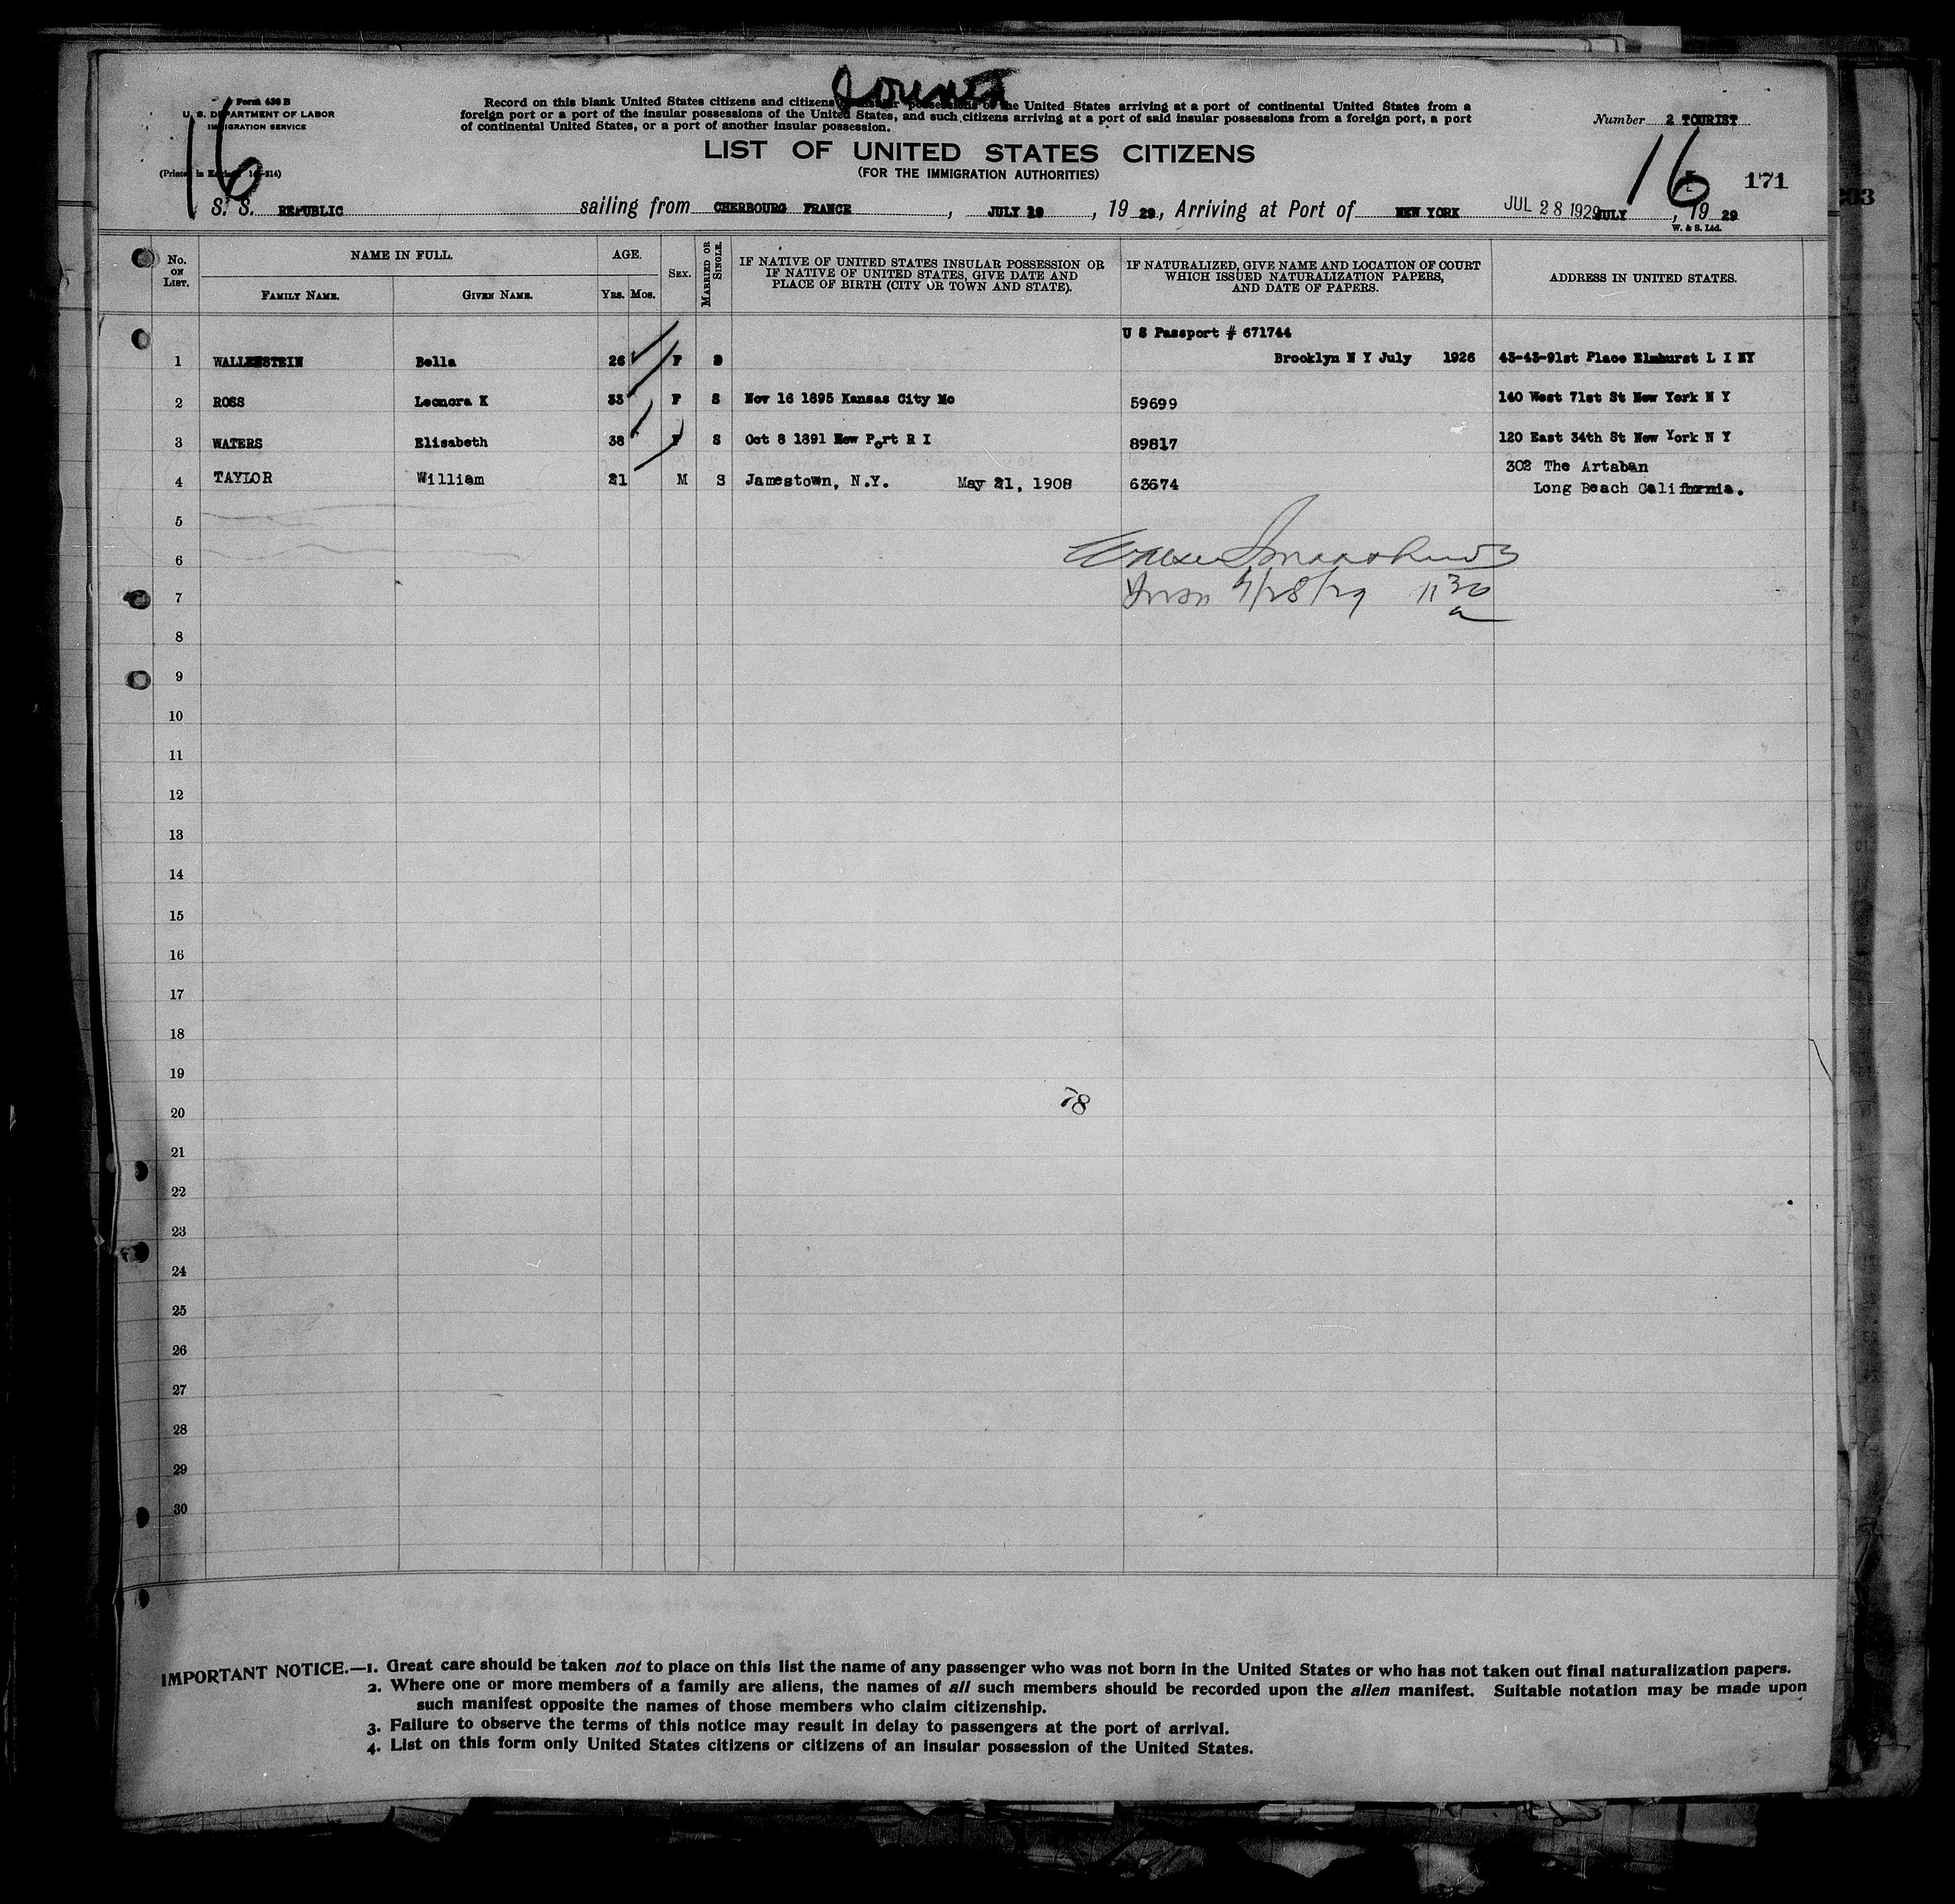 Form 436 B
U. S. DEPARTMENT OF LABOR
IMMIGRATION SERVICE
16
Record on this blank United States citizens and citizens of insular possessions of the United States arriving at a port of continental United States from a
foreign port or a port of the insular possessions of the United States, and such citizens arriving at a port of said insular possessions from a foreign port, a port
of continental United States, or a port of another insular possession.
Number 2 TOURIST
LIST OF UNITED STATES CITIZENS
(FOR THE IMMIGRATION AUTHORITIES)
16
171
S. S. REPUBLIC sailing from CHERBOURG FRANCE, JULY 19, 19 29, Arriving at Port of NEW YORK JUL 28 1929 JULY, 19 29
W. & S. Ltd.
No. ON LIST.
NAME IN FULL.
FAMILY NAME.
GIVEN NAME.
AGE.
YRS. MOS.
SEX.
MARRIED OR SINGLE.
IF NATIVE OF UNITED STATES INSULAR POSSESSION OR
IF NATIVE OF UNITED STATES, GIVE DATE AND
PLACE OF BIRTH (CITY OR TOWN AND STATE).
IF NATURALIZED, GIVE NAME AND LOCATION OF COURT
WHICH ISSUED NATURALIZATION PAPERS,
AND DATE OF PAPERS.
ADDRESS IN UNITED STATES.
U S Passport # 671744
1 WALLENSTEIN Bella 26 F Brooklyn N Y July 1926 43-43-91st Place Elmhurst L I NY
2 ROSS Leonora K 33 F S Nov 16 1895 Kansas City Mo 59699 140 West 71st St New York N Y
3 WATERS Elisabeth 38 F S Oct 8 1891 New Port R I 89817 120 East 34th St New York N Y
302 The Artaban
4 TAYLOR William 21 M S Jamestown, N.Y. May 21, 1908 63674
Long Beach California.
5
6
7 7/28/29 11 30 a
8
9
10
11
12
13
14
15
16
17
18
19
78
20
21
22
23
24
25
26
27
28
29
30
IMPORTANT NOTICE.—1. Great care should be taken not to place on this list the name of any passenger who was not born in the United States or who has not taken out final naturalization papers.
2. Where one or more members of a family are aliens, the names of all such members should be recorded upon the alien manifest. Suitable notation may be made upon
such manifest opposite the names of those members who claim citizenship.
3. Failure to observe the terms of this notice may result in delay to passengers at the port of arrival.
4. List on this form only United States citizens or citizens of an insular possession of the United States.